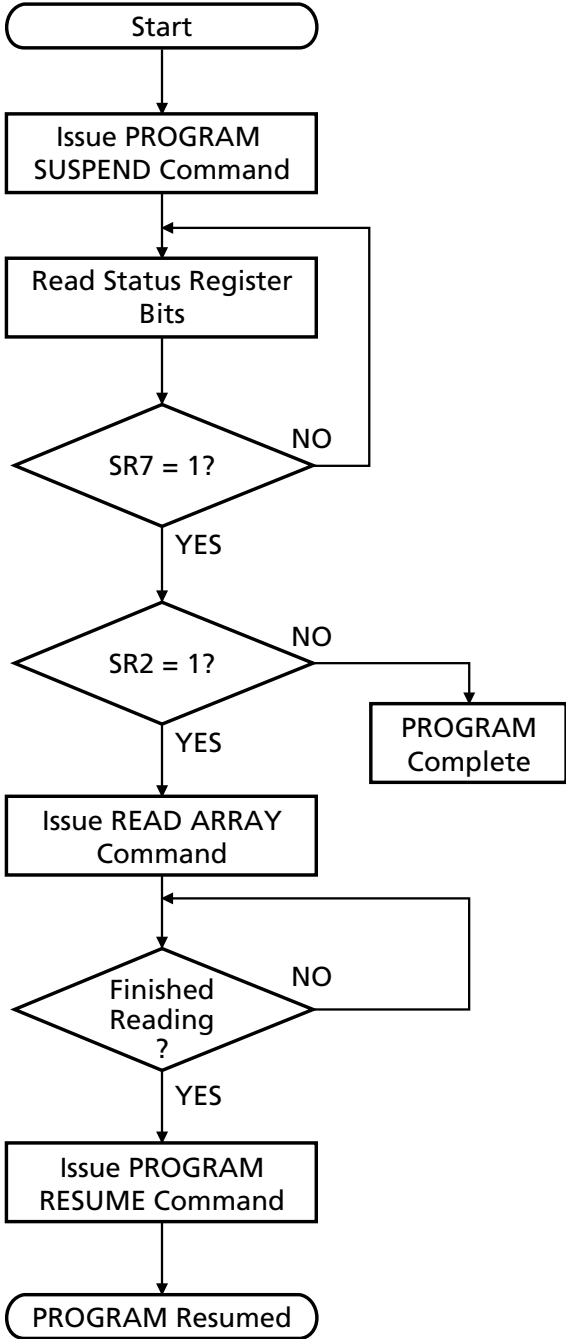 Start
Issue PROGRAM
SUSPEND Command
Read Status Register
Bits
NO
SR7 = 1?
YES
NO
SR2 = 1?
YES
PROGRAM
Complete
Issue READ ARRAY
Command
NO
Finished
Reading
?
YES
Issue PROGRAM
RESUME Command
PROGRAM Resumed